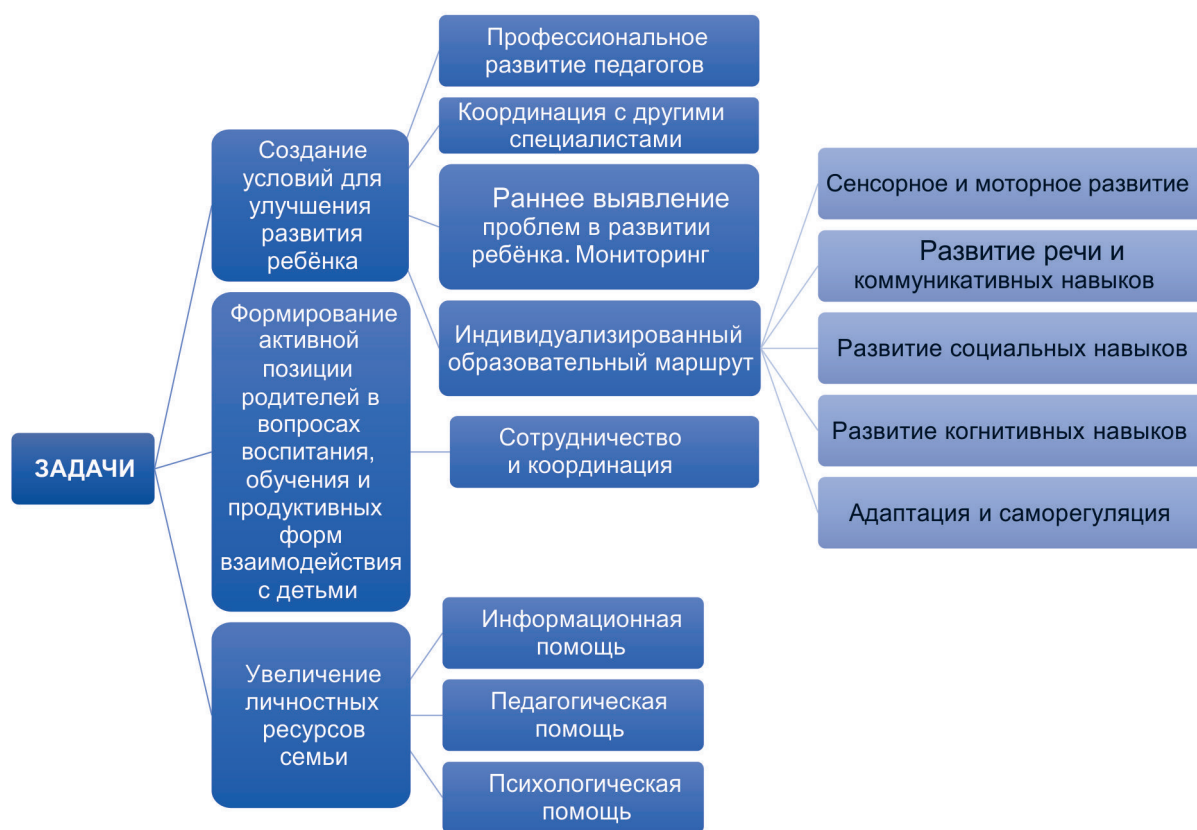 ЗАДАЧИ
Создание
условий для
улучшения
развития
ребёнка
Профессиональное
развитие педагогов
Координация с другими
специалистами
Раннее выявление
проблем в развитии
ребёнка. Мониторинг
Индивидуализированный
образовательный маршрут
Сенсорное и моторное развитие
Развитие речи и
коммуникативных навыков
Развитие социальных навыков
Развитие когнитивных навыков
Адаптация и саморегуляция
Формирование
активной
позиции
родителей в
вопросах
воспитания,
обучения и
продуктивных
форм
взаимодействия
с детьми
Сотрудничество
и координация
Увеличение
личностных
ресурсов
семьи
Информационная
помощь
Педагогическая
помощь
Психологическая
помощь